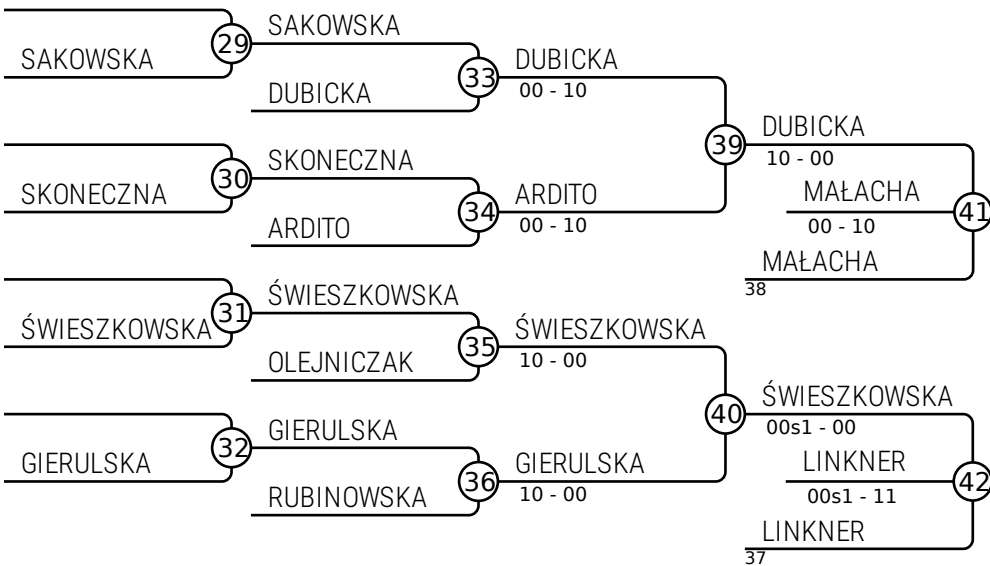 SAKOWSKA
29
SAKOWSKA
DUBICKA
33
DUBICKA
00 - 10
SKONECZNA
30
SKONECZNA
ARDITO
34
ARDITO
00 - 10
39
DUBICKA
10 - 00
MAŁACHA
00 - 10
41
MAŁACHA
38
ŚWIESZKOWSKA
31
ŚWIESZKOWSKA
OLEJNICZAK
35
ŚWIESZKOWSKA
10 - 00
GIERULSKA
32
GIERULSKA
RUBINOWSKA
36
GIERULSKA
10 - 00
40
ŚWIESZKOWSKA
00s1 - 00
LINKNER
00s1 - 11
42
LINKNER
37